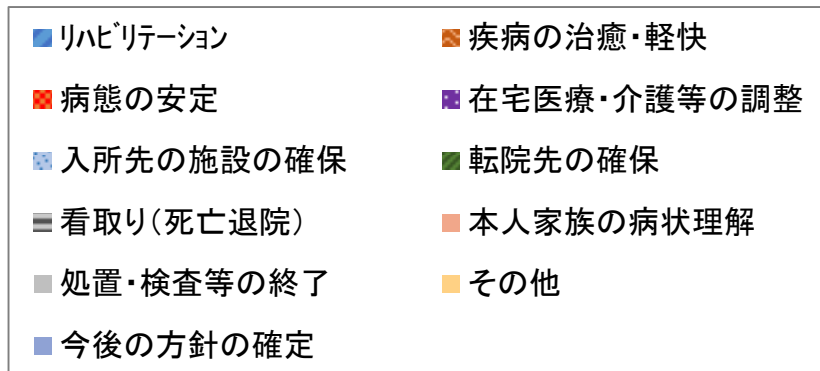 リハビリテーション 疾病の治癒・軽快
病態の安定 在宅医療・介護等の調整
入所先の施設の確保 転院先の確保
看取り（死亡退院） 本人家族の病状理解
処置・検査等の終了 その他
今後の方針の確定